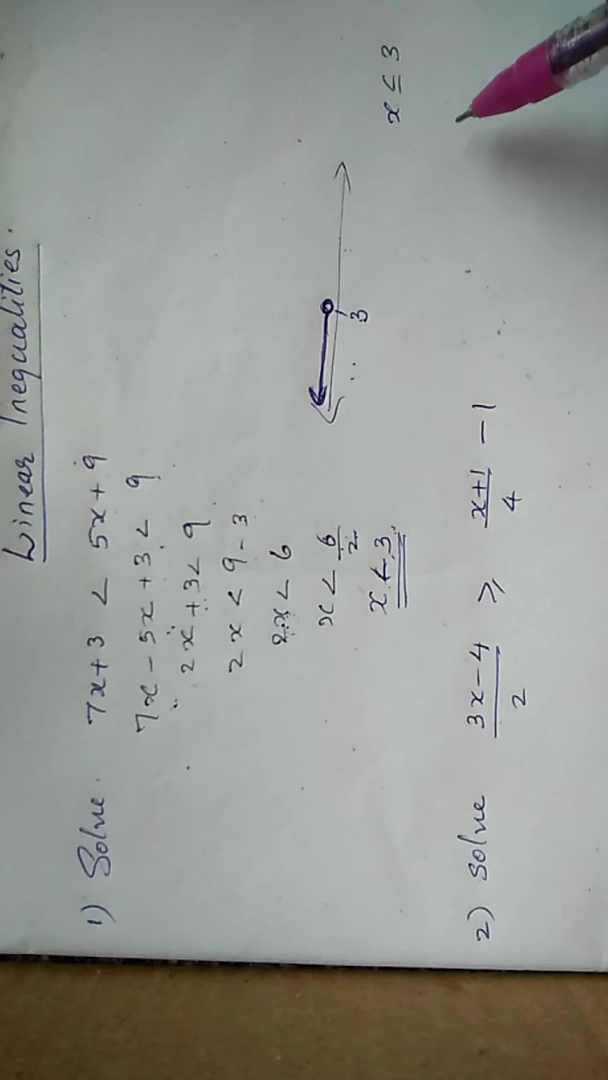 Linear Inequalities.
1) Solve. 7x+3 < 5x+9
7x - 5x + 3 < 9
2x + 3 < 9
2x < 9 - 3
2x < 6
x < 6/2
x < 3
3
x ≤ 3
2) Solve (3x-4)/2 ≥ (x+1)/4 - 1